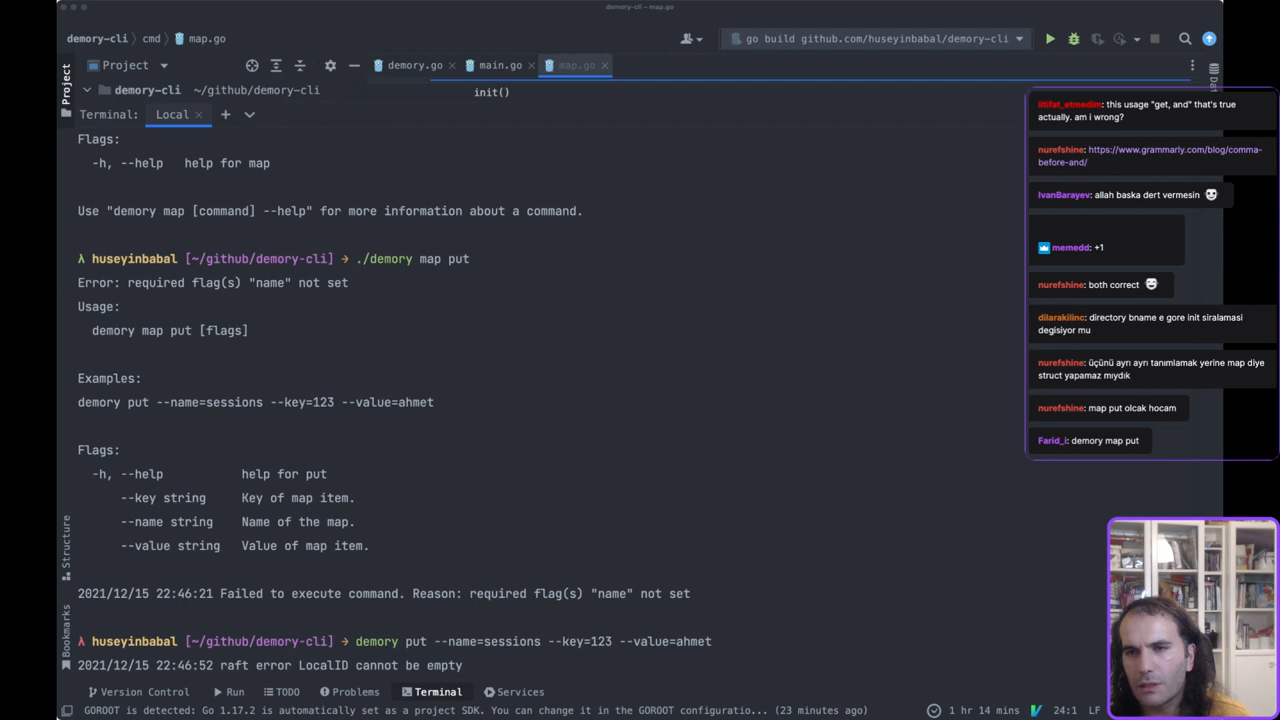 demory-cli – map.go
demory-cli cmd map.go
go build github.com/huseyinbabal/demory-cli
Project
demory.go
main.go
map.go
Project
demory-cli ~/github/demory-cli
init()
Terminal: Local
Flags:
-h, --help help for map
Use "demory map [command] --help" for more information about a command.
λ huseyinbabal [~/github/demory-cli] → ./demory map put
Error: required flag(s) "name" not set
Usage:
demory map put [flags]
Examples:
demory put --name=sessions --key=123 --value=ahmet
Flags:
-h, --help help for put
--key string Key of map item.
--name string Name of the map.
--value string Value of map item.
2021/12/15 22:46:21 Failed to execute command. Reason: required flag(s) "name" not set
λ huseyinbabal [~/github/demory-cli] → demory put --name=sessions --key=123 --value=ahmet
2021/12/15 22:46:52 raft error LocalID cannot be empty
Structure
Bookmarks
Version Control Run TODO Problems Terminal Services
GOROOT is detected: Go 1.17.2 is automatically set as a project SDK. You can change it in the GOROOT configuratio... (23 minutes ago)
1 hr 14 mins 24:1 LF
iltifat_etmedim: this usage "get, and" that's true
actually. am i wrong?
nurefshine: https://www.grammarly.com/blog/comma-
before-and/
IvanBarayev: allah baska dert vermesin
memedd: +1
nurefshine: both correct
dilarakilinc: directory bname e gore init siralamasi
degisiyor mu
nurefshine: üçünü ayrı ayrı tanımlamak yerine map diye
struct yapamaz mıydık
nurefshine: map put olcak hocam
Farid_i: demory map put